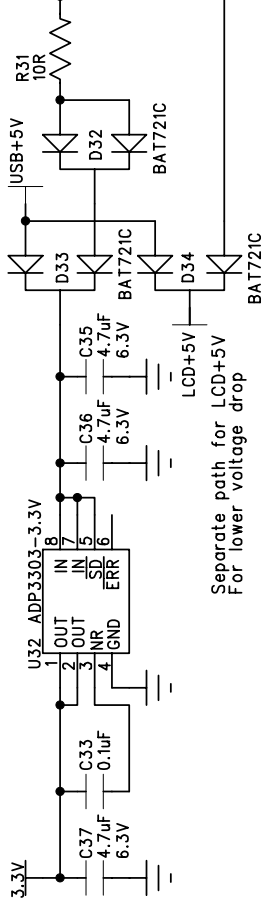 R31
10R
D32
BAT721C
USB+5V
D33
BAT721C
D34
BAT721C
LCD+5V
Separate path for LCD+5V
For lower voltage drop
C35
4.7uF
6.3V
C36
4.7uF
6.3V
U32 ADP3303-3.3V
8 IN
7 IN
5 SD
6 ERR
1 OUT
2 OUT
3 NR
4 GND
C33
0.1uF
C37
4.7uF
6.3V
3.3V